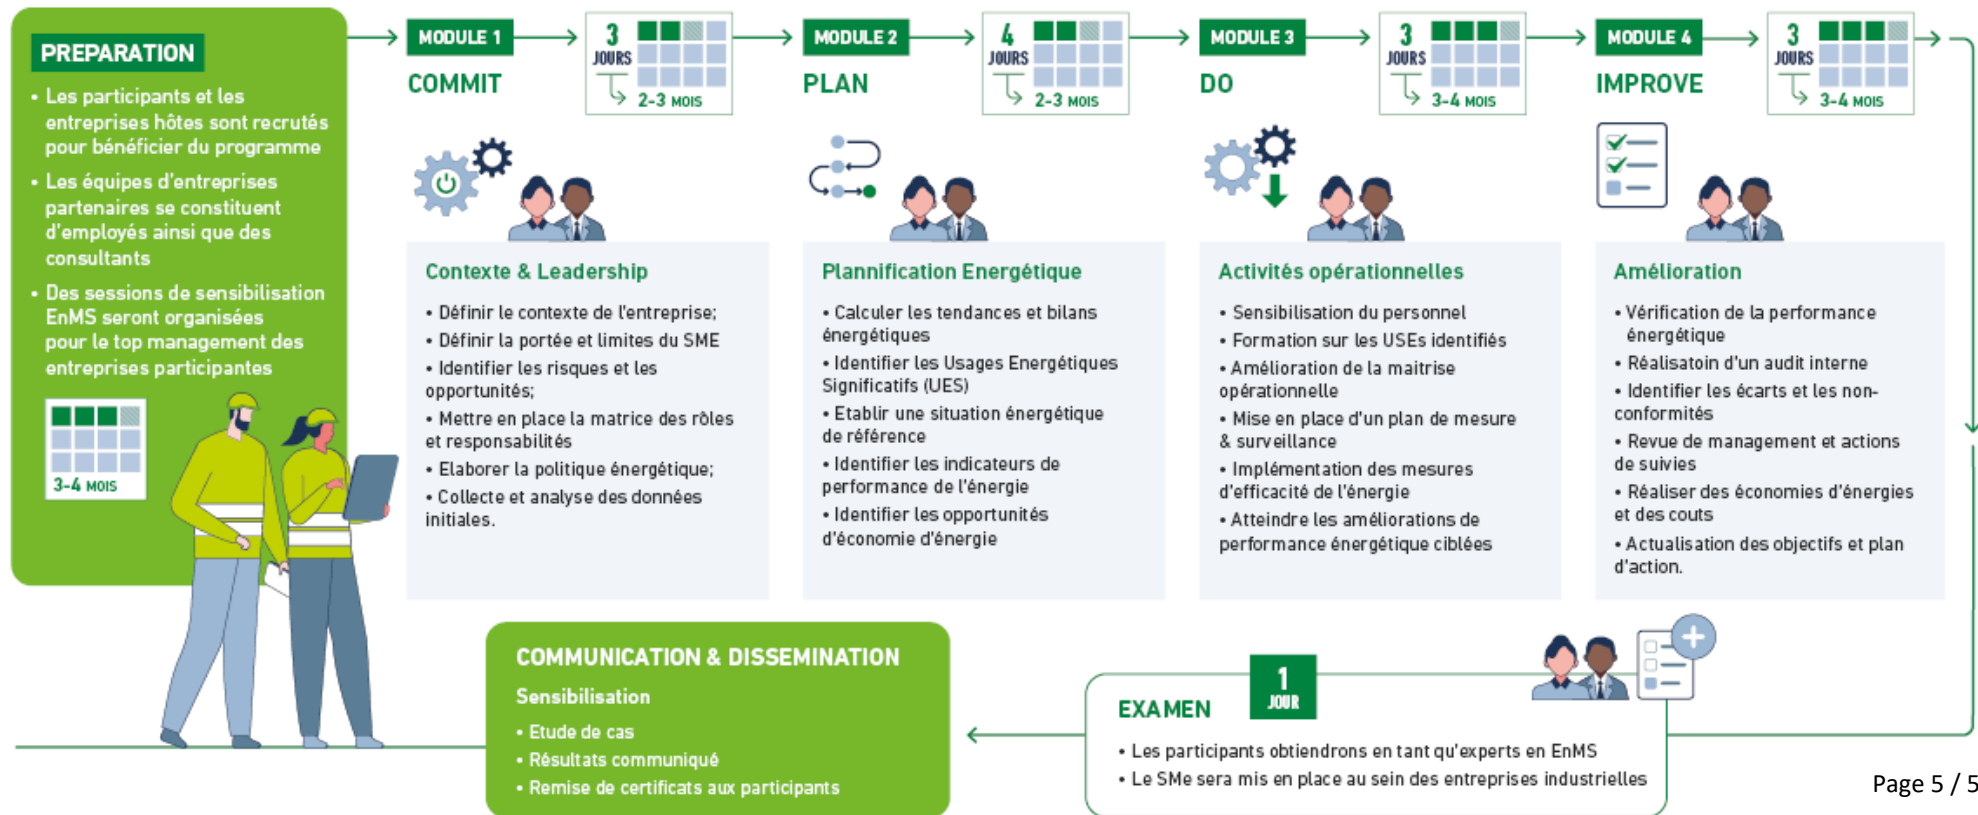 PREPARATION
• Les participants et les
entreprises hôtes sont recrutés
pour bénéficier du programme
• Les équipes d'entreprises
partenaires se constituent
d'employés ainsi que des
consultants
• Des sessions de sensibilisation
EnMS seront organisées
pour le top management des
entreprises participantes
3-4 MOIS
MODULE 1
COMMIT
3
JOURS
2-3 MOIS
Contexte & Leadership
• Définir le contexte de l'entreprise;
• Définir la portée et limites du SME
• Identifier les risques et les
opportunités;
• Mettre en place la matrice des rôles
et responsabilités
• Elaborer la politique énergétique;
• Collecte et analyse des données
initiales.
MODULE 2
PLAN
4
JOURS
2-3 MOIS
Plannification Energétique
• Calculer les tendances et bilans
énergétiques
• Identifier les Usages Energétiques
Significatifs (UES)
• Etablir une situation énergétique
de référence
• Identifier les indicateurs de
performance de l'énergie
• Identifier les opportunités
d'économie d'énergie
MODULE 3
DO
3
JOURS
3-4 MOIS
Activités opérationnelles
• Sensibilisation du personnel
• Formation sur les USEs identifiés
• Amélioration de la maitrise
opérationnelle
• Mise en place d'un plan de mesure
& surveillance
• Implémentation des mesures
d'efficacité de l'énergie
• Atteindre les améliorations de
performance énergétique ciblées
MODULE 4
IMPROVE
3
JOURS
3-4 MOIS
Amélioration
• Vérification de la performance
énergétique
• Réalisatoin d'un audit interne
• Identifier les écarts et les non-
conformités
• Revue de management et actions
de suivies
• Réaliser des économies d'énergies
et des couts
• Actualisation des objectifs et plan
d'action.
1
JOUR
EXAMEN
• Les participants obtiendrons en tant qu'experts en EnMS
• Le SMe sera mis en place au sein des entreprises industrielles
COMMUNICATION & DISSEMINATION
Sensibilisation
• Etude de cas
• Résultats communiqué
• Remise de certificats aux participants
Page 5 / 5